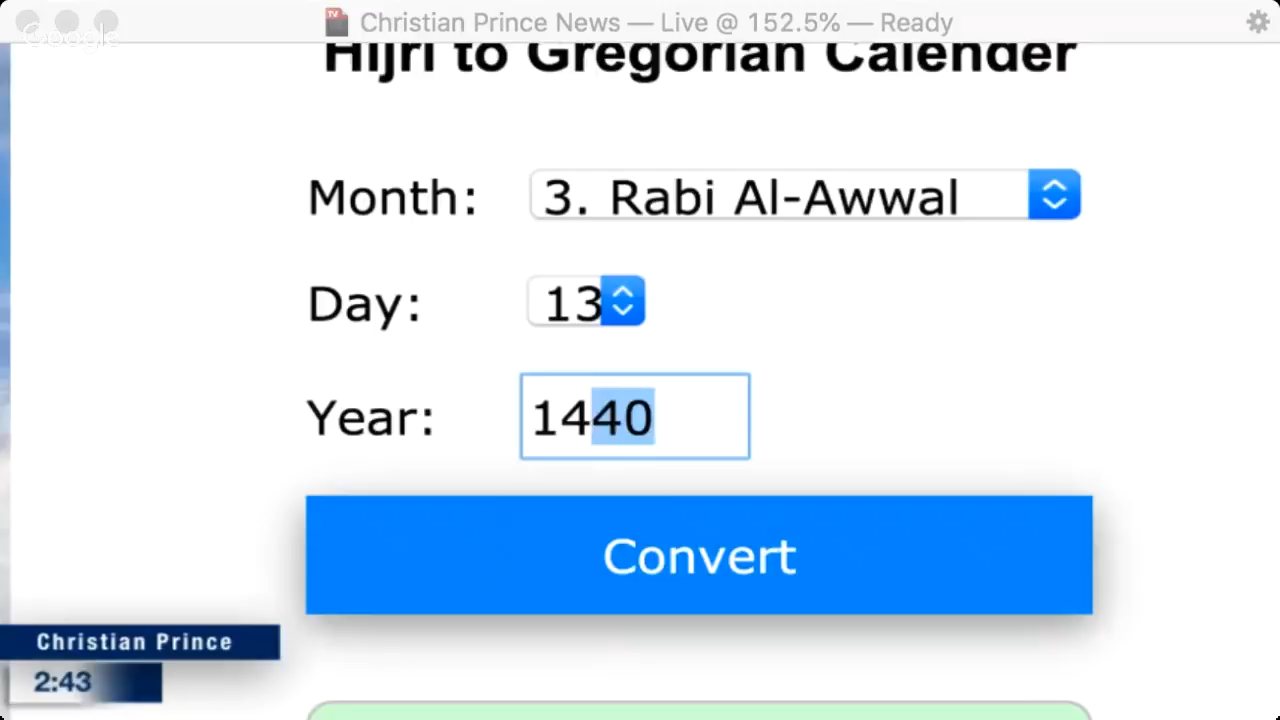 Christian Prince News — Live @ 152.5% — Ready
Google
Hijri to Gregorian Calender
Month: 3. Rabi Al-Awwal
Day: 13
Year: 1440
Convert
Christian Prince
2:43